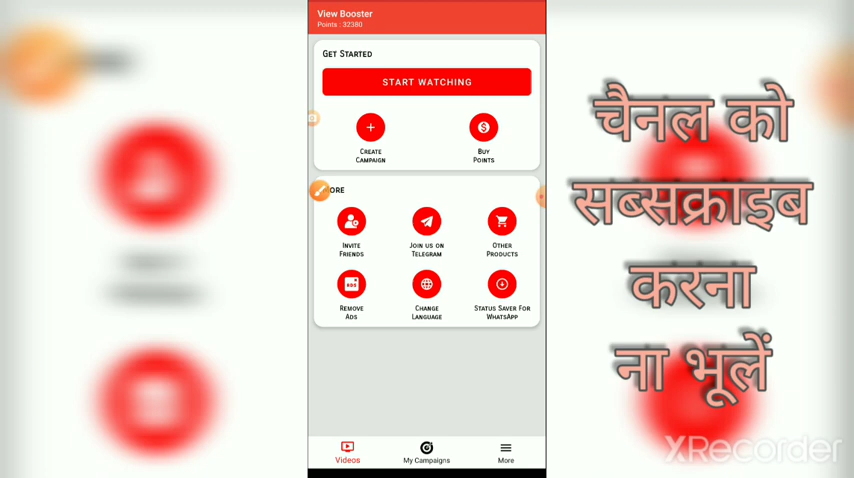 View Booster
Points : 32380
Get Started
START WATCHING
Create
Campaign
Buy
Points
ore
Invite
Friends
Join us on
Telegram
Other
Products
ADS
Remove
Ads
Change
Language
Status Saver For
WhatsApp
Videos
My Campaigns
More
चैनल को
सब्सक्राइब
करना
ना भूलें
XRecorder